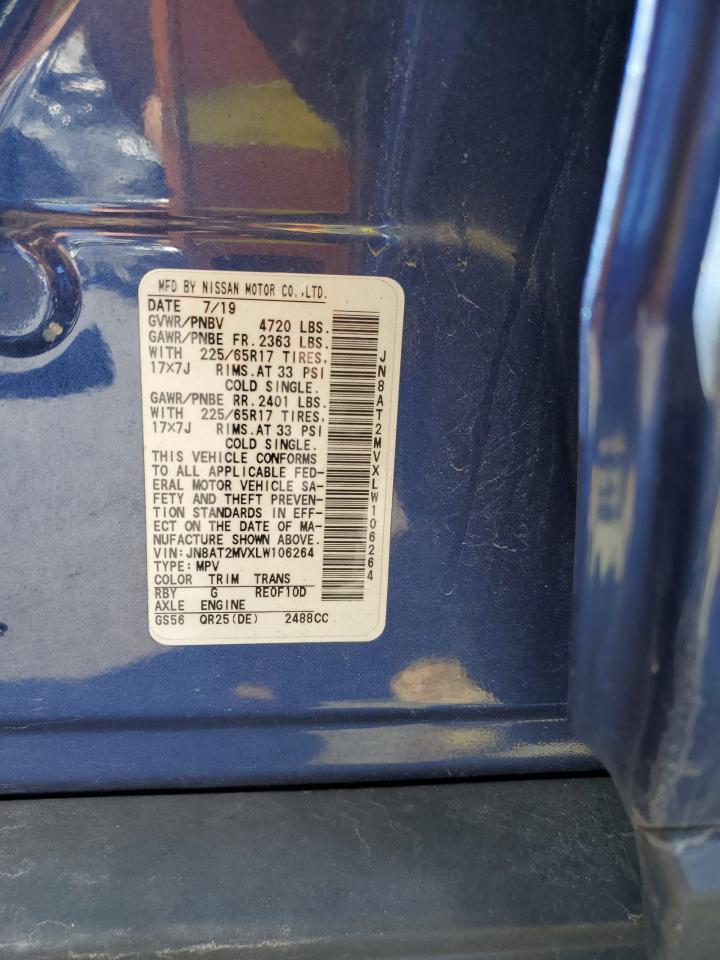 MFD BY NISSAN MOTOR CO.,LTD.
DATE 7/19
GVWR/PNBV 4720 LBS.
GAWR/PNBE FR. 2363 LBS.
WITH 225/65R17 TIRES,
17X7J RIMS.AT 33 PSI
COLD SINGLE.
GAWR/PNBE RR. 2401 LBS.
WITH 225/65R17 TIRES,
17X7J RIMS.AT 33 PSI
COLD SINGLE.
THIS VEHICLE CONFORMS
TO ALL APPLICABLE FED-
ERAL MOTOR VEHICLE SA-
FETY AND THEFT PREVEN-
TION STANDARDS IN EFF-
ECT ON THE DATE OF MA-
NUFACTURE SHOWN ABOVE.
VIN:JN8AT2MVXLW106264
TYPE:MPV
COLOR TRIM TRANS
RBY G RE0F10D
AXLE ENGINE
GS56 QR25(DE) 2488CC
JN8AT2MVXLW106264